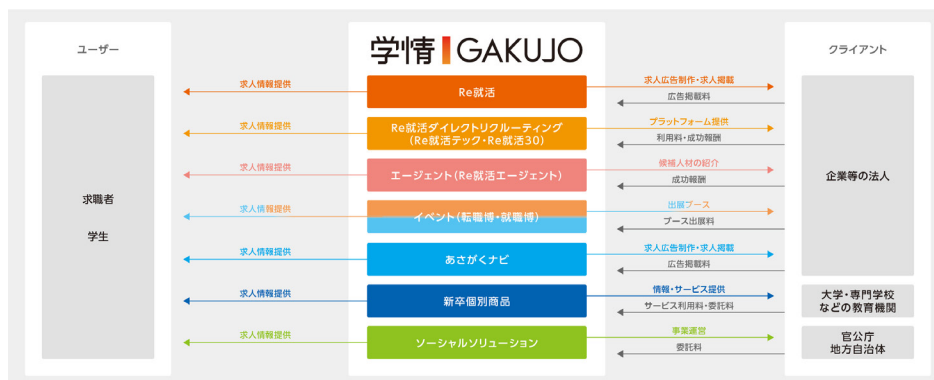 ユーザー
学情 GAKUJO
クライアント
求人情報提供
Re就活
求人広告制作・求人掲載
広告掲載料
求人情報提供
Re就活ダイレクトリクルーティング
(Re就活テック・Re就活30)
プラットフォーム提供
利用料・成功報酬
求人情報提供
エージェント(Re就活エージェント)
候補人材の紹介
成功報酬
企業等の法人
求職者
学生
求人情報提供
イベント(転職博・就職博)
出展ブース
ブース出展料
求人情報提供
あさがくナビ
求人広告制作・求人掲載
広告掲載料
求人情報提供
新卒個別商品
情報・サービス提供
サービス利用料・委託料
大学・専門学校
などの教育機関
求人情報提供
ソーシャルソリューション
事業運営
委託料
官公庁
地方自治体